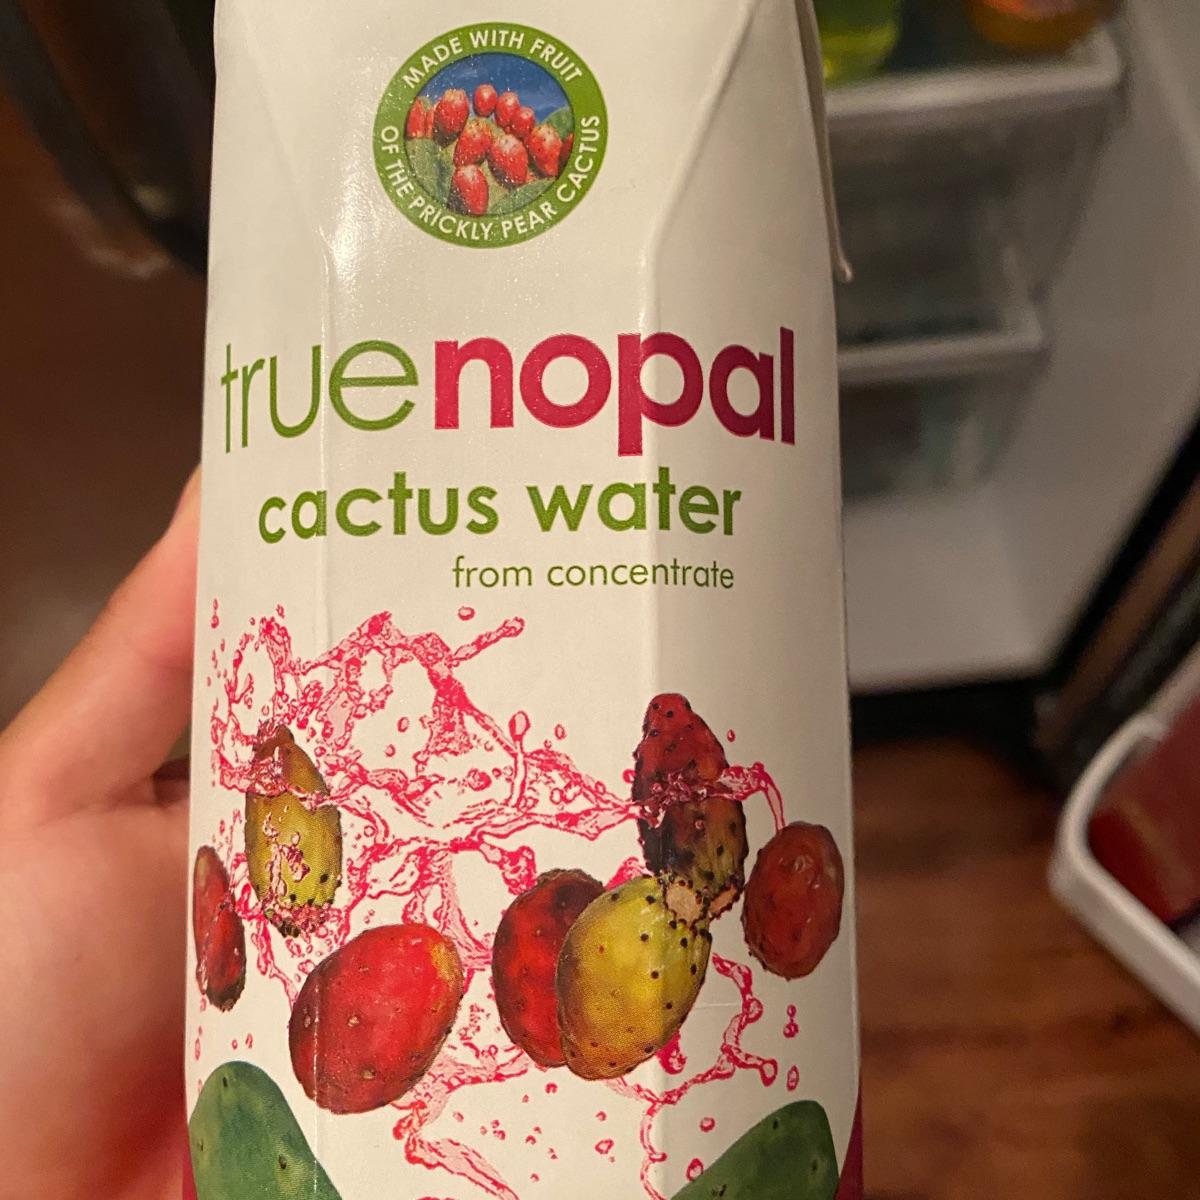 MADE WITH FRUIT
OF THE PRICKLY PEAR CACTUS
truenopal
cactus water
from concentrate